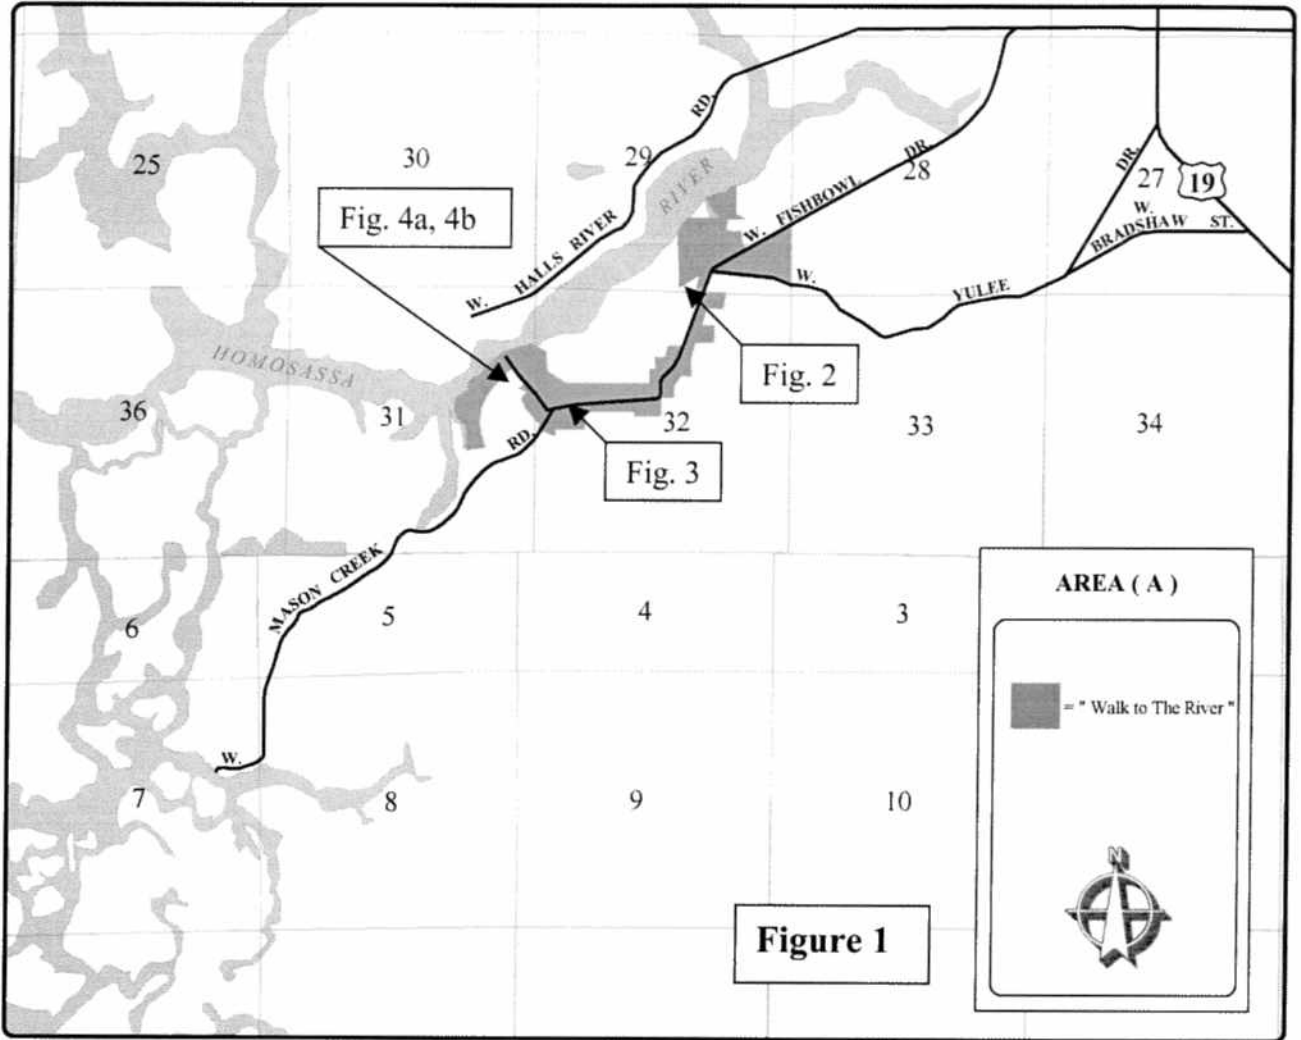 25
30
29
RD.
W. HALLS RIVER
RIVER
Fig. 4a, 4b
W. FISHBOWL
DR.
28
DR.
27
19
W.
BRADSHAW
ST.
W.
YULEE
HOMOSASSA
Fig. 2
36
31
32
33
34
RD.
Fig. 3
MASON CREEK
6
5
4
3
W.
7
8
9
10
AREA ( A )
= " Walk to The River "
N
Figure 1